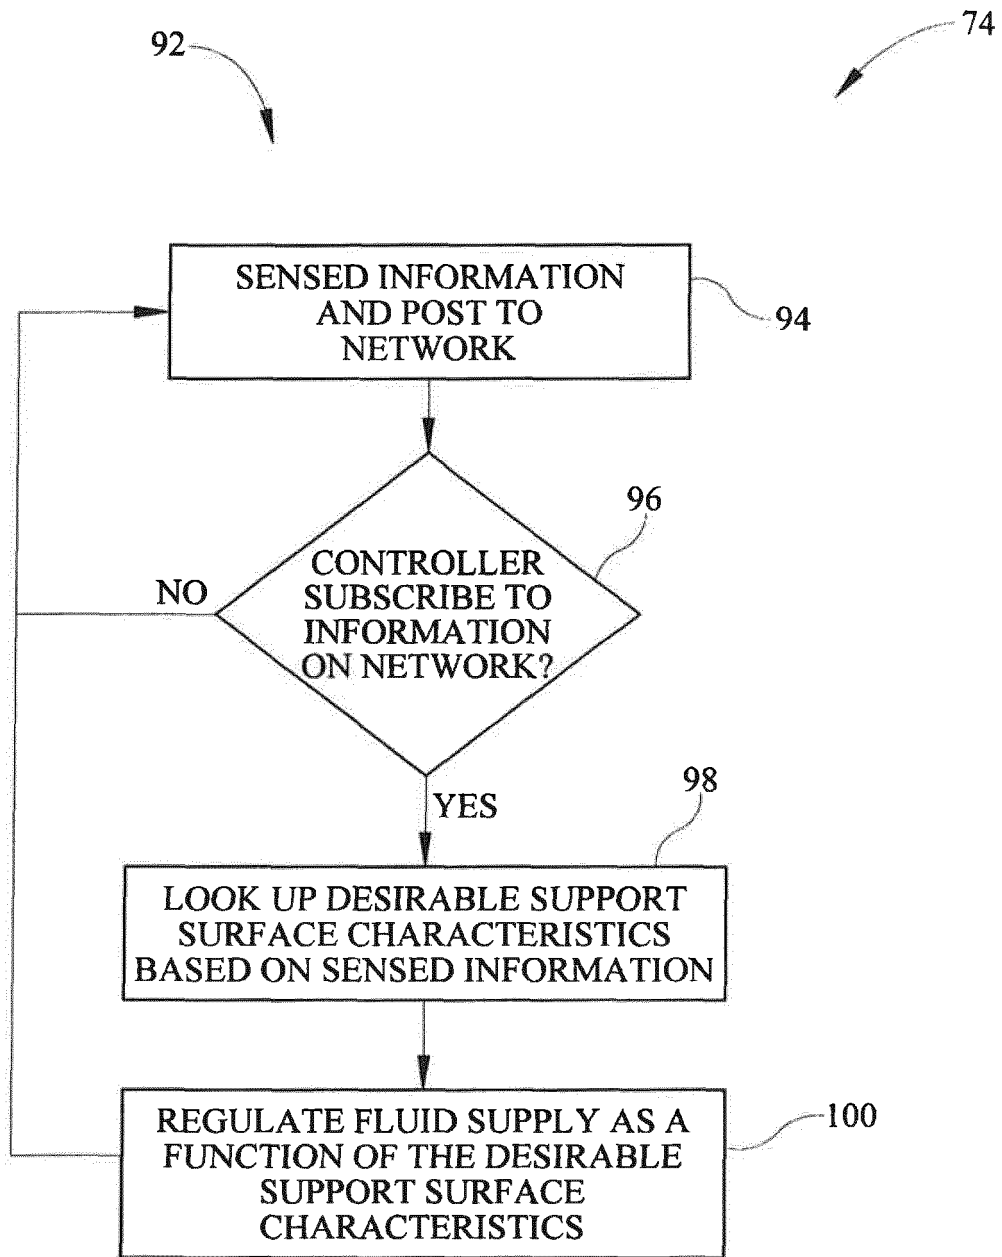 92
74
SENSED INFORMATION
AND POST TO
NETWORK
94
96
CONTROLLER
SUBSCRIBE TO
INFORMATION
ON NETWORK?
NO
YES
98
LOOK UP DESIRABLE SUPPORT
SURFACE CHARACTERISTICS
BASED ON SENSED INFORMATION
REGULATE FLUID SUPPLY AS A
FUNCTION OF THE DESIRABLE
SUPPORT SURFACE
CHARACTERISTICS
100